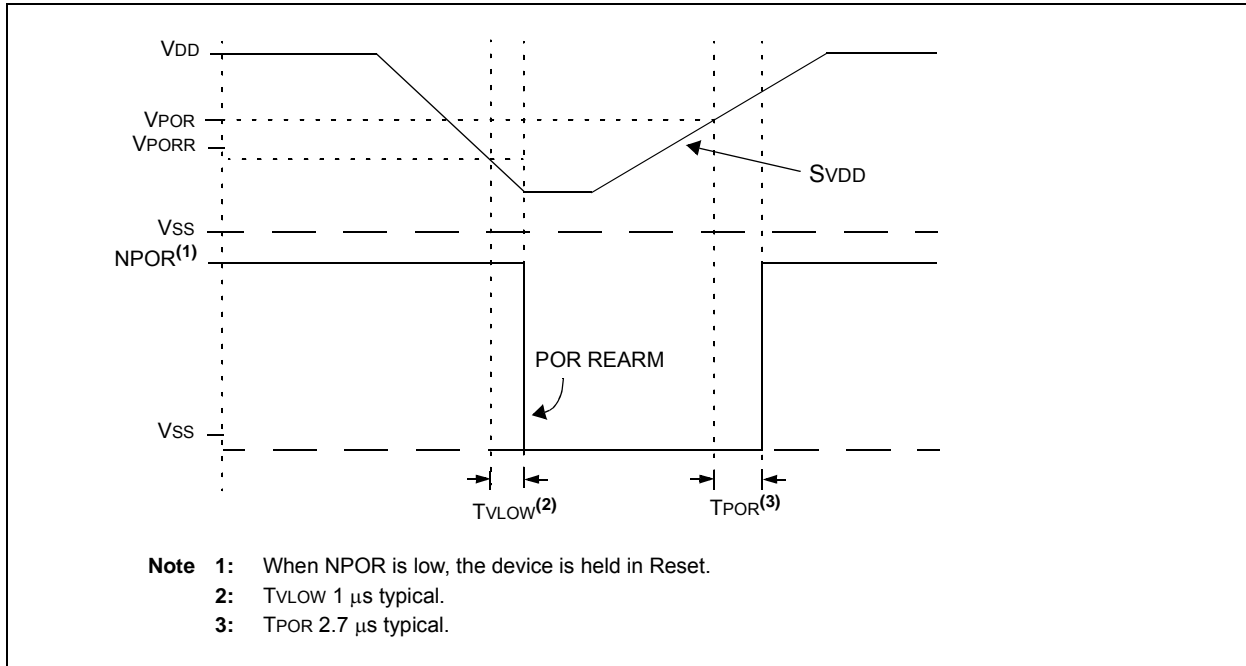 VDD
VPOR
VPORR
SVDD
VSS
NPOR(1)
POR REARM
VSS
TVLOW(2)
TPOR(3)
Note 1: When NPOR is low, the device is held in Reset.
2: TVLOW 1 μs typical.
3: TPOR 2.7 μs typical.